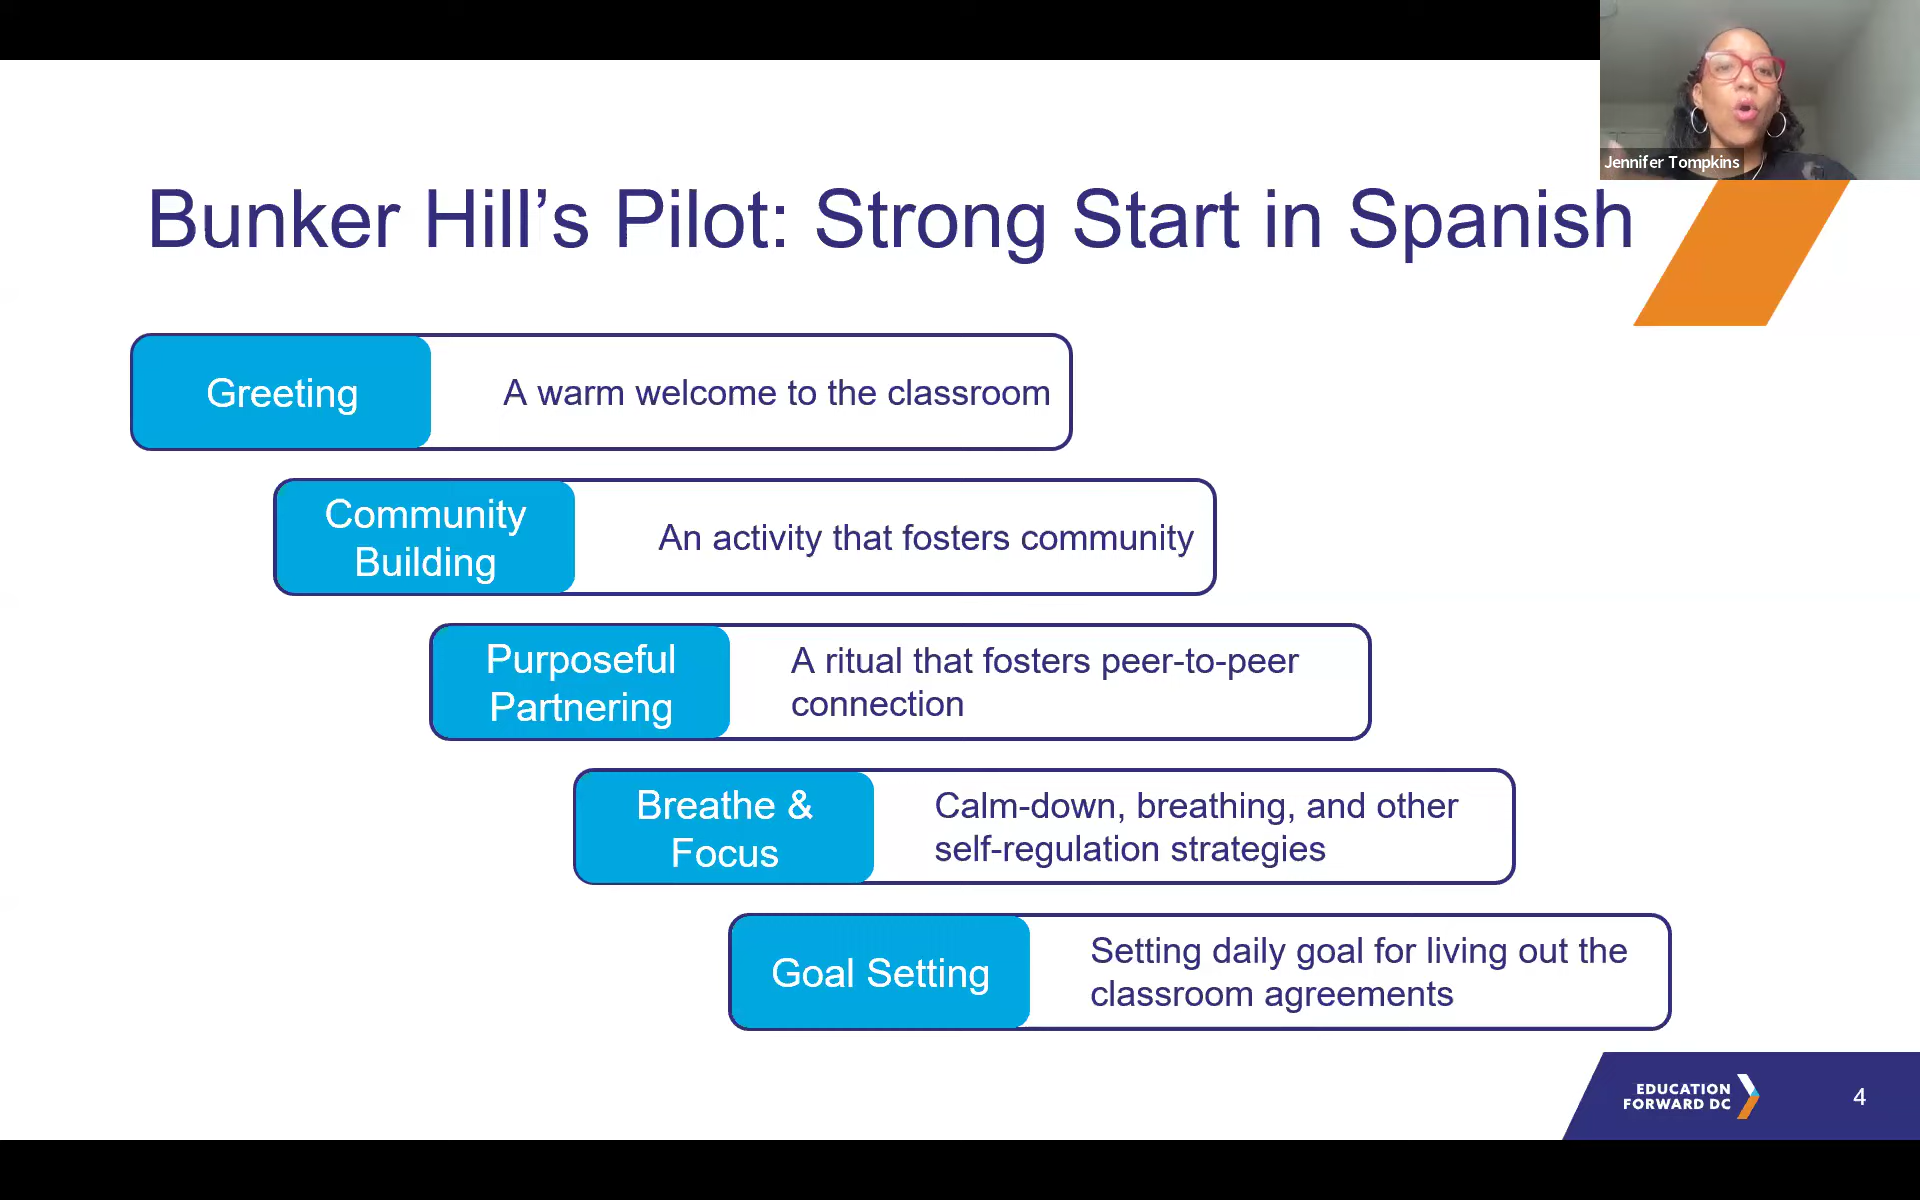 Jennifer Tompkins
Bunker Hill’s Pilot: Strong Start in Spanish
Greeting
A warm welcome to the classroom
Community
Building
An activity that fosters community
Purposeful
Partnering
A ritual that fosters peer-to-peer
connection
Breathe &
Focus
Calm-down, breathing, and other
self-regulation strategies
Goal Setting
Setting daily goal for living out the
classroom agreements
EDUCATION
FORWARD DC
4